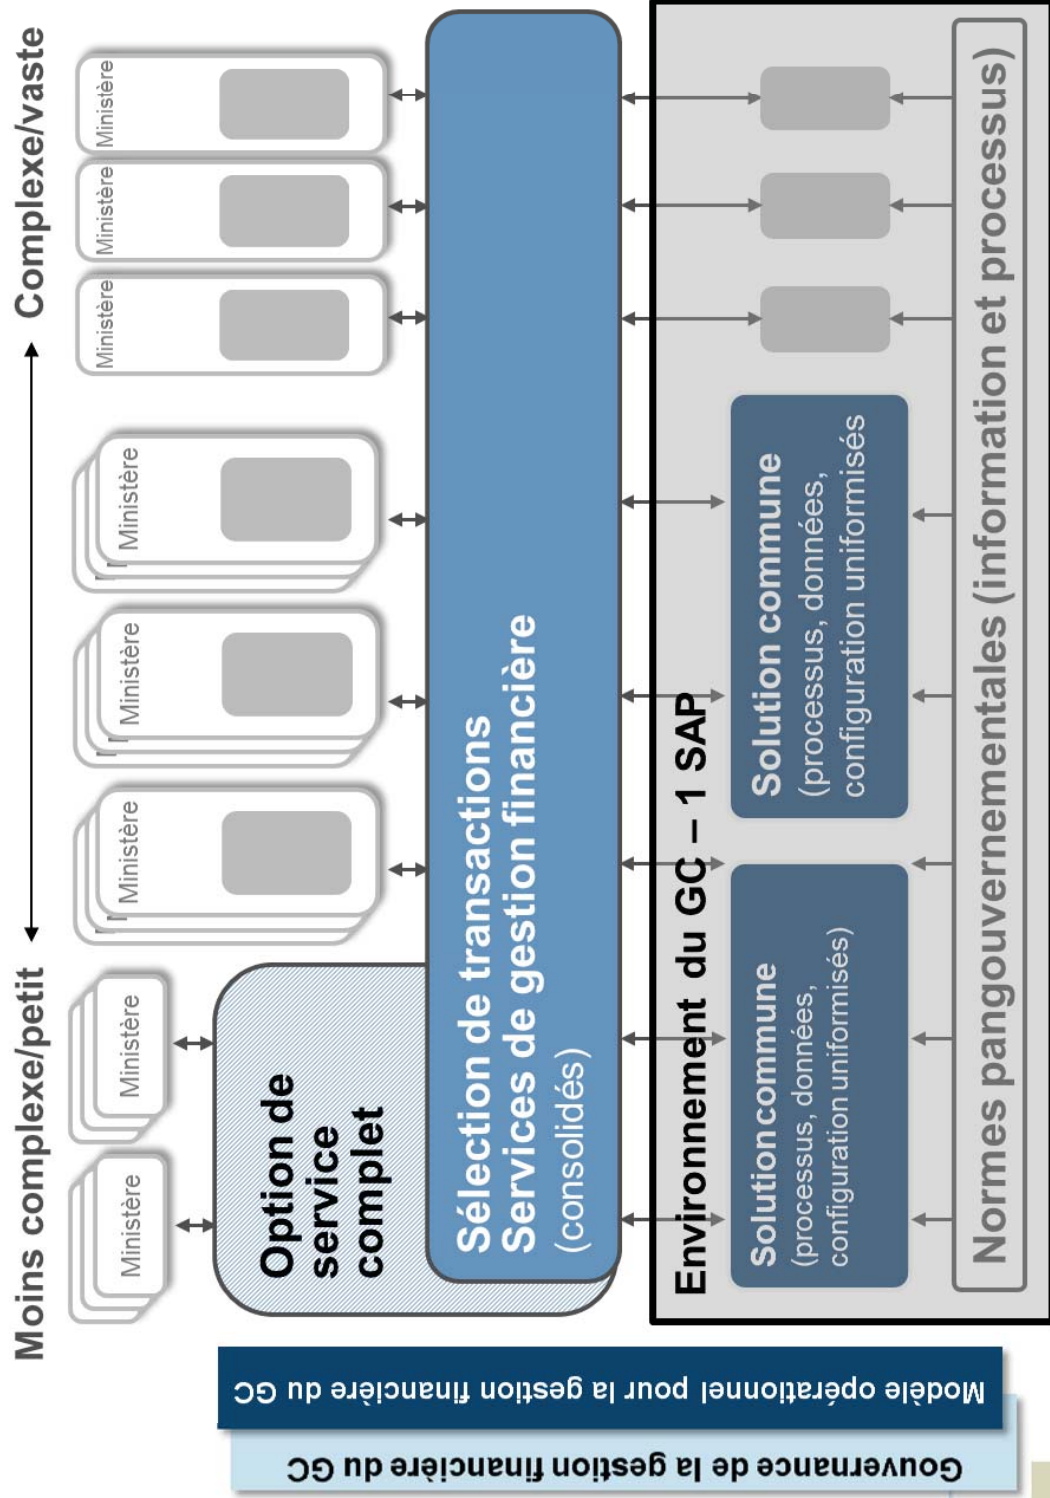 Moins complexe/petit
Complexe/vaste
Ministère
Ministère
Ministère
Ministère
Ministère
Ministère
Ministère
Ministère
Option de
service
complet
Sélection de transactions
Services de gestion financière
(consolidés)
Environnement du GC – 1 SAP
Solution commune
(processus, données,
configuration uniformisés)
Solution commune
(processus, données,
configuration uniformisés
Normes pangouvernementales (information et processus)
Modèle opérationnel pour la gestion financière du GC
Gouvernance de la gestion financière du GC